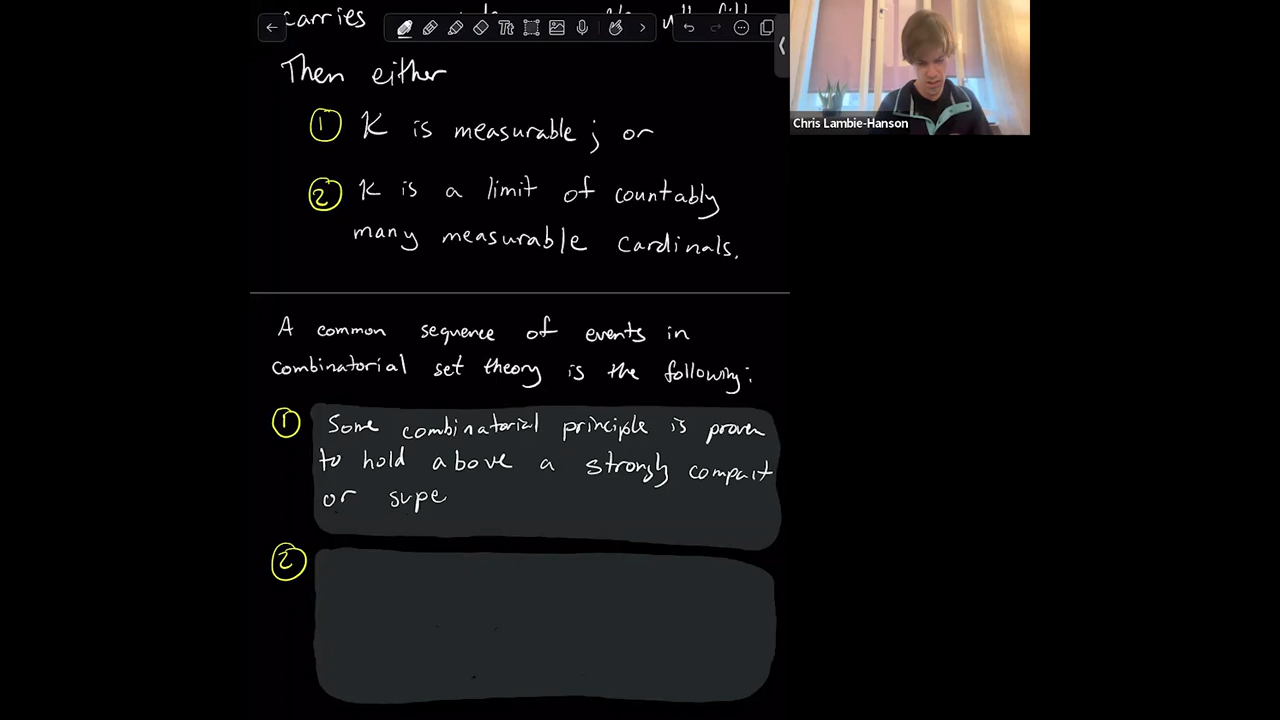 carries
Then either
① K is measurable ; or
② K is a limit of countably
many measurable cardinals.
A common sequence of events in
combinatorial set theory is the following:
① Some combinatorial principle is proven
to hold above a strongly compact
or supe
②
Chris Lambie-Hanson